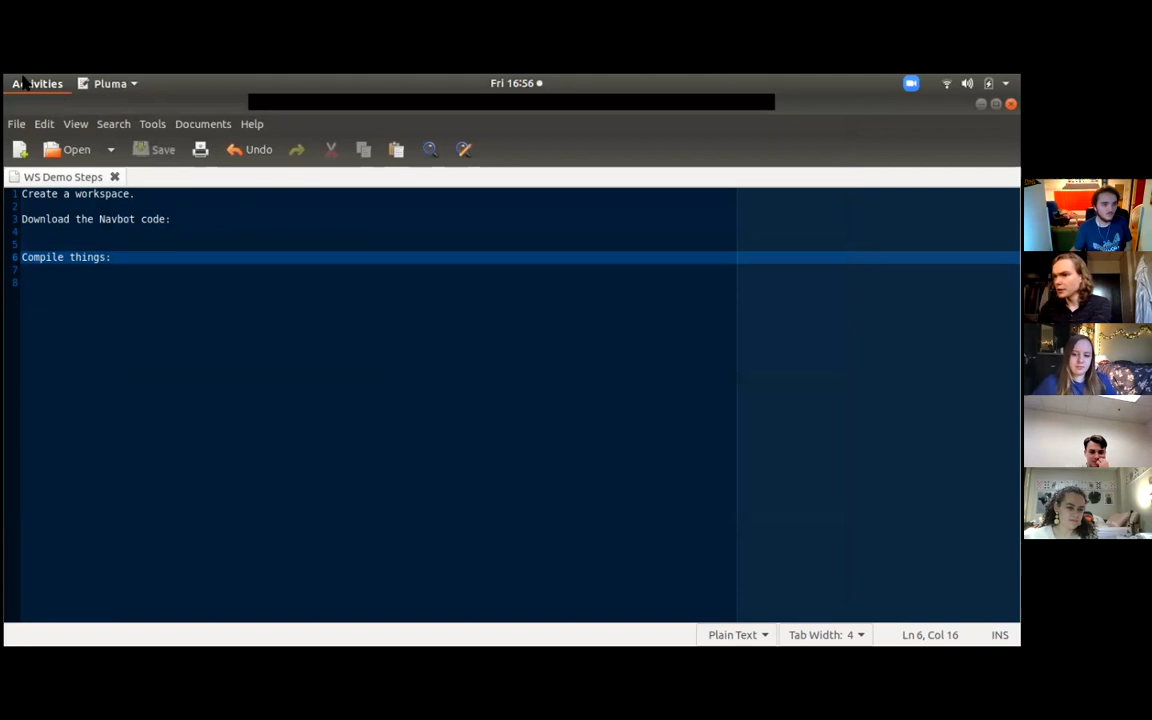 Activities Pluma Fri 16:56
File Edit View Search Tools Documents Help
Open Save Undo
WS Demo Steps
1 Create a workspace.
2
3 Download the Navbot code:
4
5
6 Compile things:
7
8
Plain Text Tab Width: 4 Ln 6, Col 16 INS